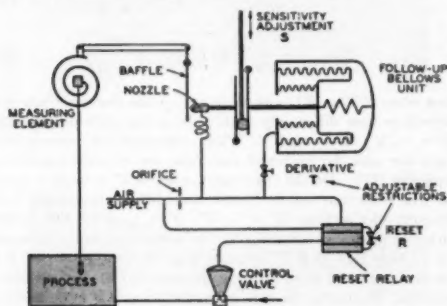 SENSITIVITY
ADJUSTMENT
S
FOLLOW-UP
BELLOWS
UNIT
BAFFLE
NOZZLE
MEASURING
ELEMENT
ORIFICE
DERIVATIVE
T
ADJUSTABLE
RESTRICTIONS
AIR
SUPPLY
RESET
R
PROCESS
CONTROL
VALVE
RESET RELAY